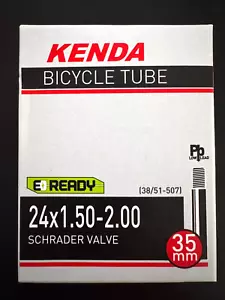 KENDA
BICYCLE TUBE
Pb
LOW LEAD
E READY
(38/51-507)
24x1.50-2.00
SCHRADER VALVE
35
mm